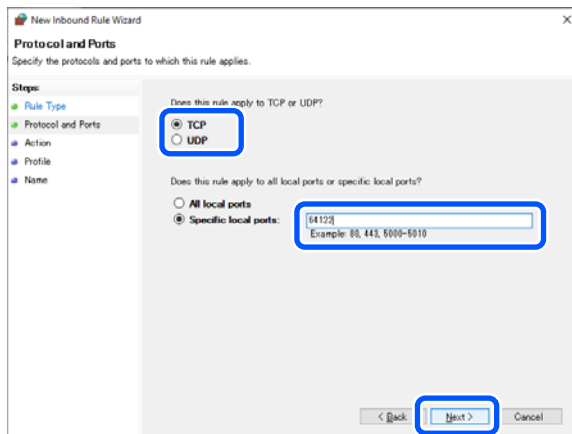 New Inbound Rule Wizard
Protocol and Ports
Specify the protocols and ports to which this rule applies.
Steps:
Rule Type
Protocol and Ports
Action
Profile
Name
Does this rule apply to TCP or UDP?
TCP
UDP
Does this rule apply to all local ports or specific local ports?
All local ports
Specific local ports: 64122
Example: 80, 443, 5000-5010
< Back Next > Cancel